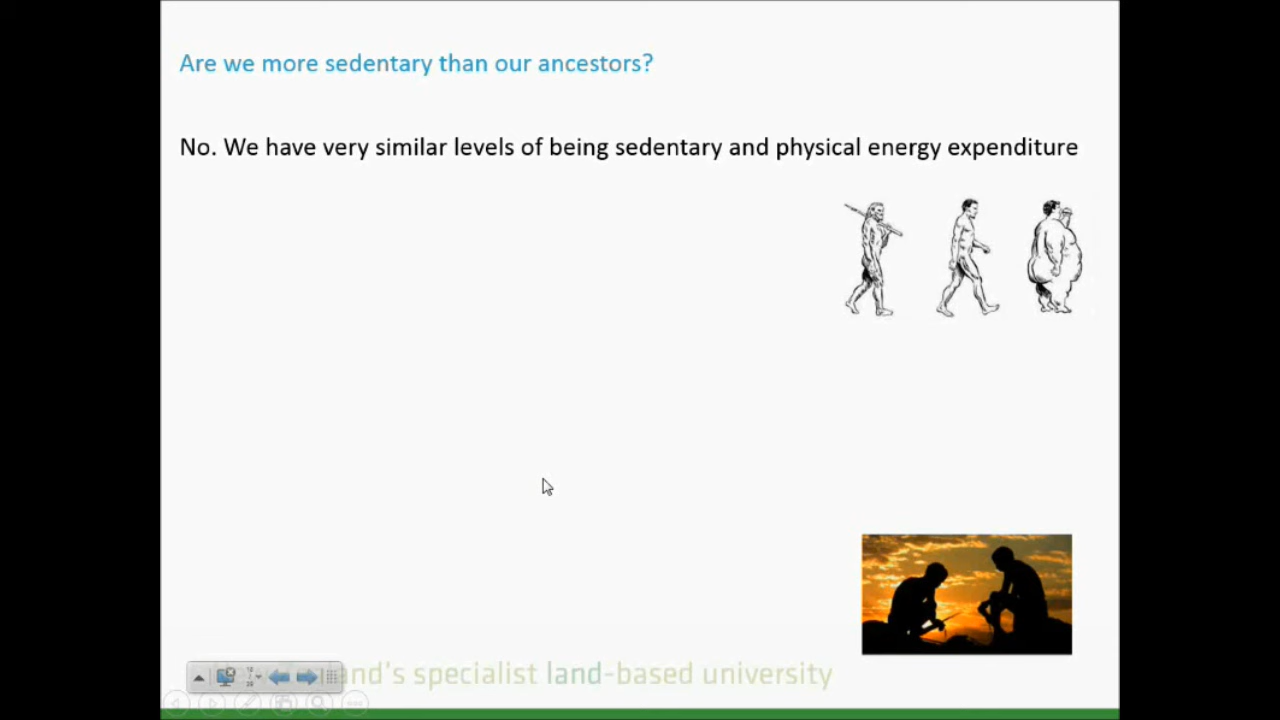 Are we more sedentary than our ancestors?
No. We have very similar levels of being sedentary and physical energy expenditure
land's specialist land-based university